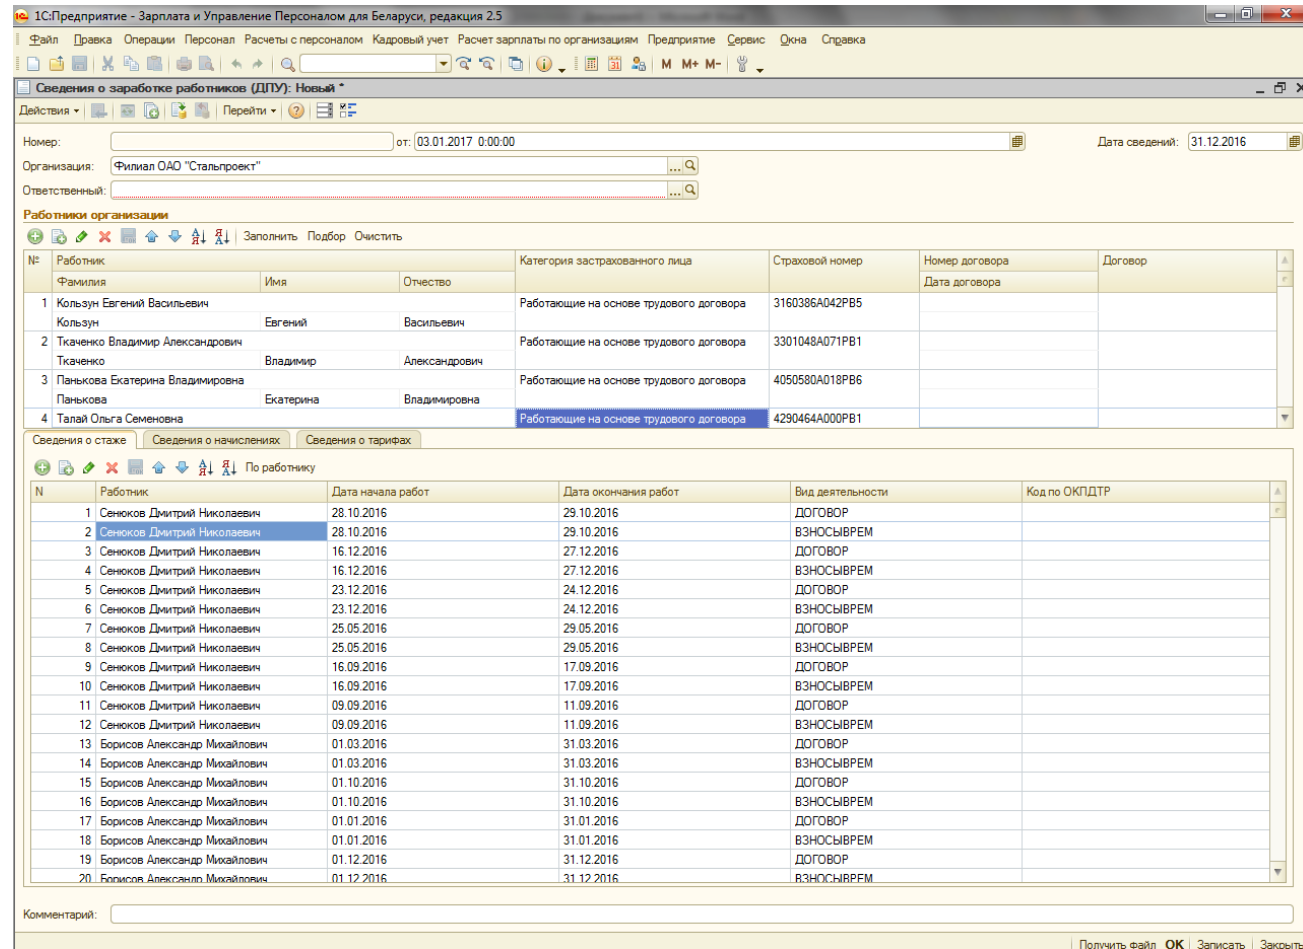 1С:Предприятие - Зарплата и Управление Персоналом для Беларуси, редакция 2.5
Файл Правка Операции Персонал Расчеты с персоналом Кадровый учет Расчет зарплаты по организациям Предприятие Сервис Окна Справка
M M+ M-
Сведения о заработке работников (ДПУ): Новый *
Действия Перейти
Номер: от: 03.01.2017 0:00:00 Дата сведений: 31.12.2016
Организация: Филиал ОАО "Стальпроект" ...
Ответственный: ...
Работники организации
Заполнить Подбор Очистить
№ Работник Категория застрахованного лица Страховой номер Номер договора Договор
Фамилия Имя Отчество Дата договора
1 Кользун Евгений Васильевич Работающие на основе трудового договора 3160386A042PB5
Кользун Евгений Васильевич
2 Ткаченко Владимир Александрович Работающие на основе трудового договора 3301048A071PB1
Ткаченко Владимир Александрович
3 Панькова Екатерина Владимировна Работающие на основе трудового договора 4050580A018PB6
Панькова Екатерина Владимировна
4 Талай Ольга Семеновна Работающие на основе трудового договора 4290464A000PB1
Сведения о стаже Сведения о начислениях Сведения о тарифах
По работнику
N Работник Дата начала работ Дата окончания работ Вид деятельности Код по ОКПДТР
1 Сенюков Дмитрий Николаевич 28.10.2016 29.10.2016 ДОГОВОР
2 Сенюков Дмитрий Николаевич 28.10.2016 29.10.2016 ВЗНОСЫВРЕМ
3 Сенюков Дмитрий Николаевич 16.12.2016 27.12.2016 ДОГОВОР
4 Сенюков Дмитрий Николаевич 16.12.2016 27.12.2016 ВЗНОСЫВРЕМ
5 Сенюков Дмитрий Николаевич 23.12.2016 24.12.2016 ДОГОВОР
6 Сенюков Дмитрий Николаевич 23.12.2016 24.12.2016 ВЗНОСЫВРЕМ
7 Сенюков Дмитрий Николаевич 25.05.2016 29.05.2016 ДОГОВОР
8 Сенюков Дмитрий Николаевич 25.05.2016 29.05.2016 ВЗНОСЫВРЕМ
9 Сенюков Дмитрий Николаевич 16.09.2016 17.09.2016 ДОГОВОР
10 Сенюков Дмитрий Николаевич 16.09.2016 17.09.2016 ВЗНОСЫВРЕМ
11 Сенюков Дмитрий Николаевич 09.09.2016 11.09.2016 ДОГОВОР
12 Сенюков Дмитрий Николаевич 09.09.2016 11.09.2016 ВЗНОСЫВРЕМ
13 Борисов Александр Михайлович 01.03.2016 31.03.2016 ДОГОВОР
14 Борисов Александр Михайлович 01.03.2016 31.03.2016 ВЗНОСЫВРЕМ
15 Борисов Александр Михайлович 01.10.2016 31.10.2016 ДОГОВОР
16 Борисов Александр Михайлович 01.10.2016 31.10.2016 ВЗНОСЫВРЕМ
17 Борисов Александр Михайлович 01.01.2016 31.01.2016 ДОГОВОР
18 Борисов Александр Михайлович 01.01.2016 31.01.2016 ВЗНОСЫВРЕМ
19 Борисов Александр Михайлович 01.12.2016 31.12.2016 ДОГОВОР
20 Борисов Александр Михайлович 01.12.2016 31.12.2016 ВЗНОСЫВРЕМ
Комментарий:
Получить файл OK Записать Закрыть